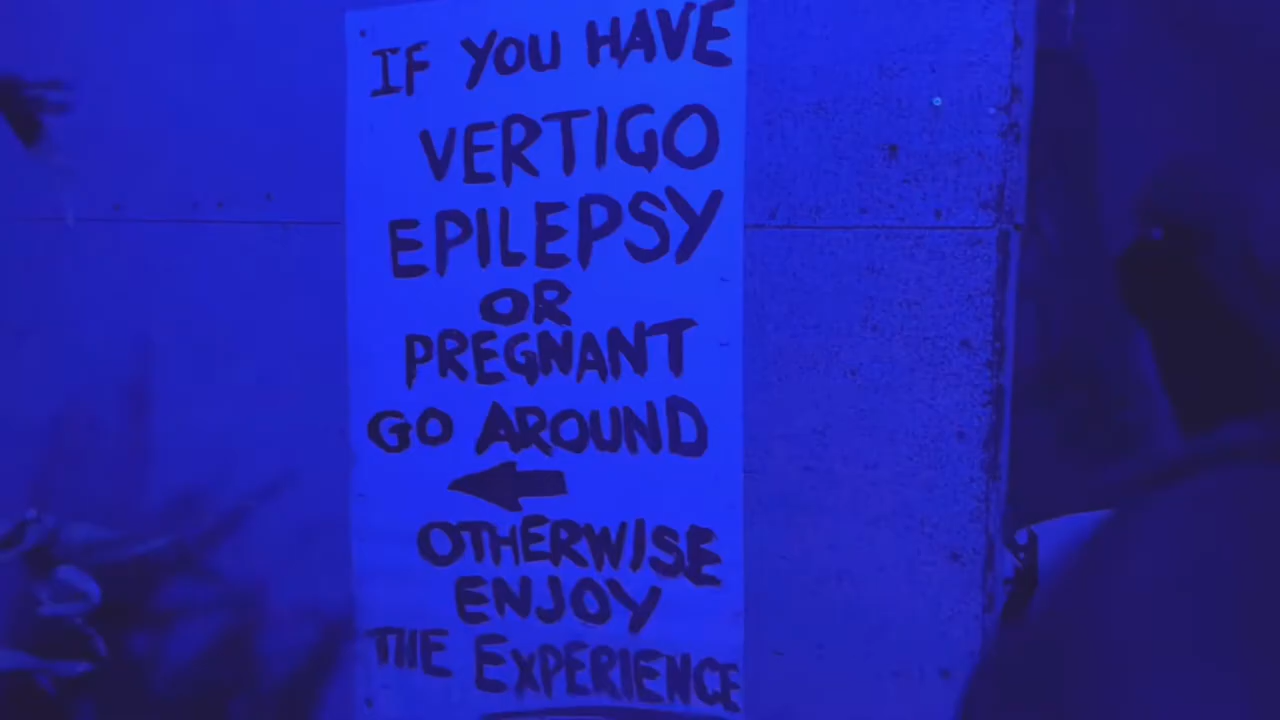 IF YOU HAVE
VERTIGO
EPILEPSY
OR
PREGNANT
GO AROUND
OTHERWISE
ENJOY
THE EXPERIENCE